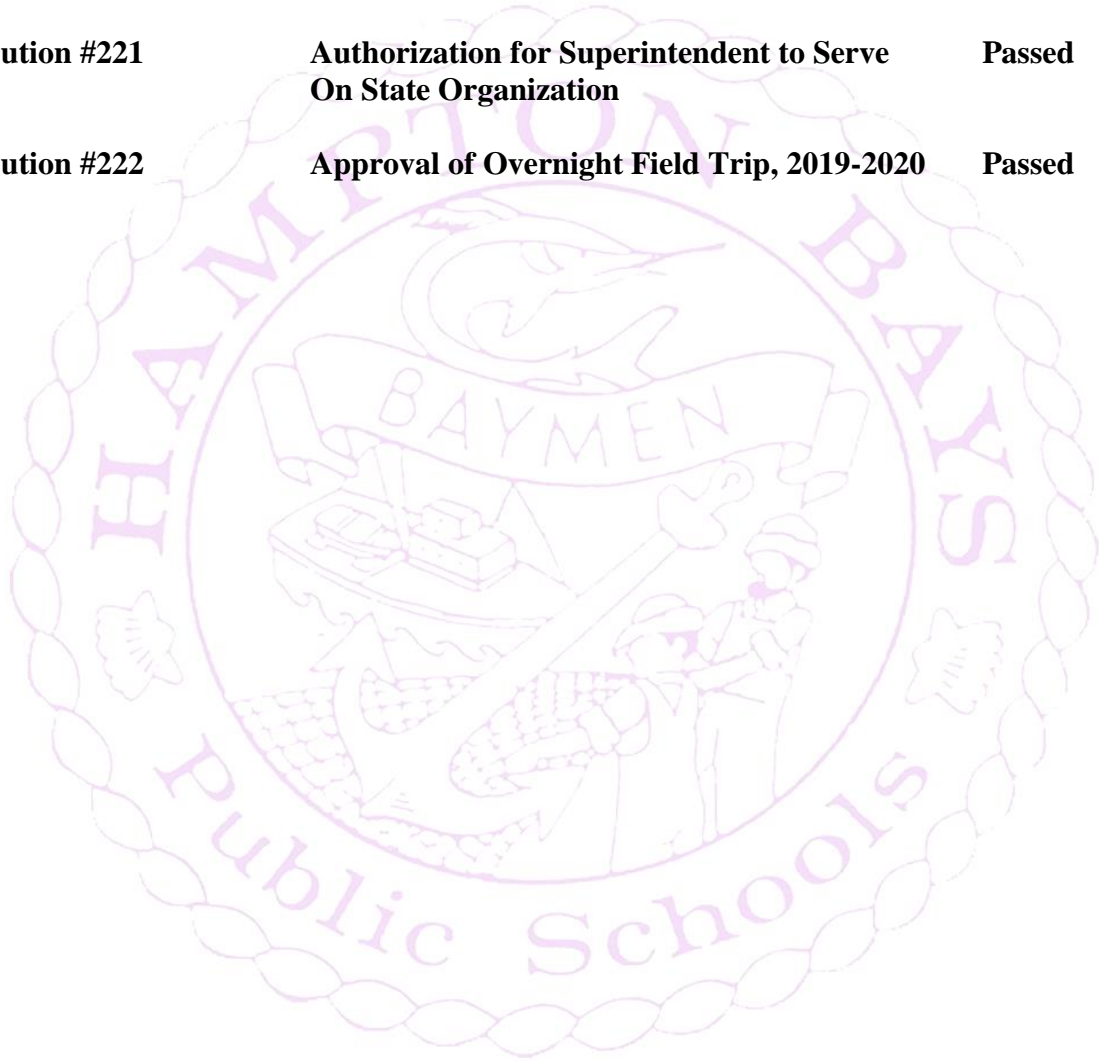 ution #221 Authorization for Superintendent to Serve Passed
On State Organization
ution #222 Approval of Overnight Field Trip, 2019-2020 Passed
HAMPTON BAYS
BAYMEN
Public Schools